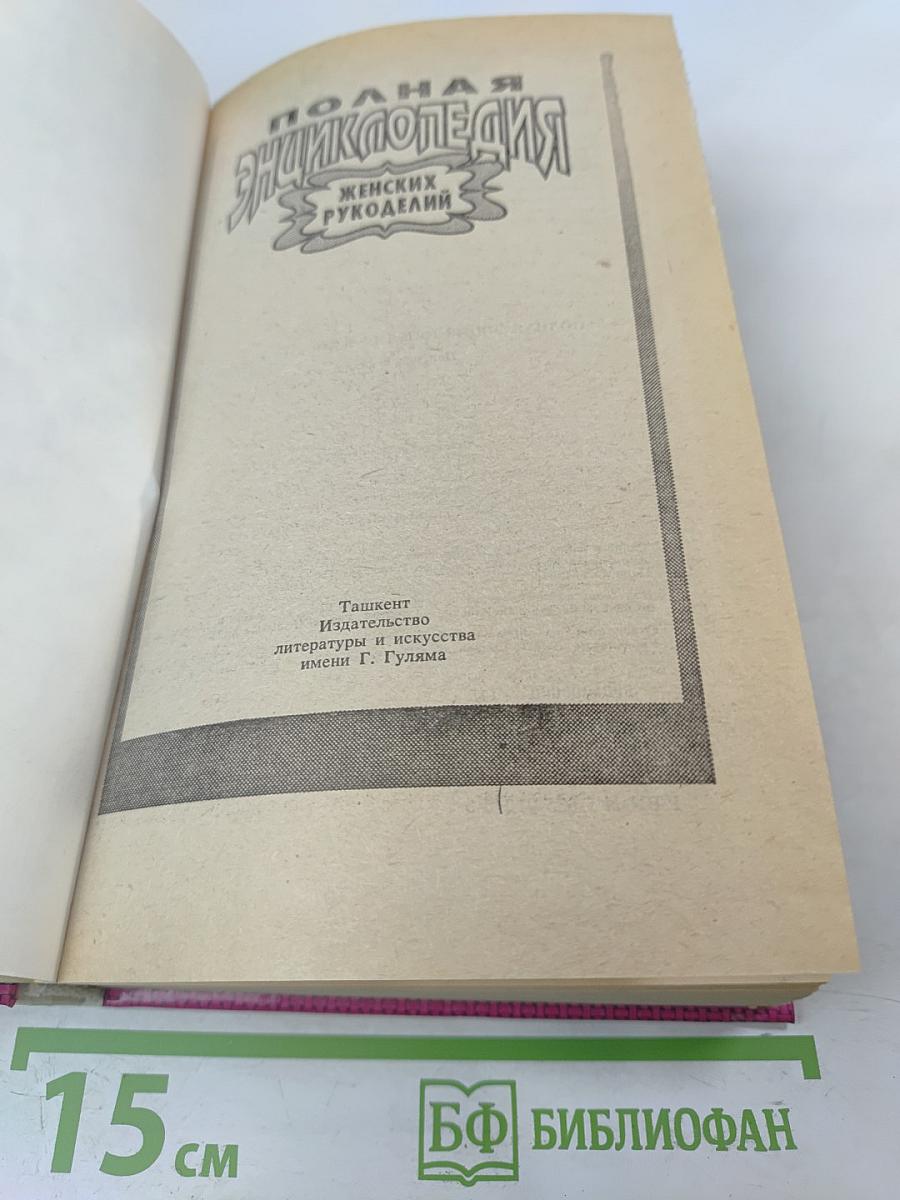 ПОЛНАЯ
ЭНЦИКЛОПЕДИЯ
ЖЕНСКИХ
РУКОДЕЛИЙ
Ташкент
Издательство
литературы и искусства
имени Г. Гуляма
15 см
БФ БИБЛИОФАН